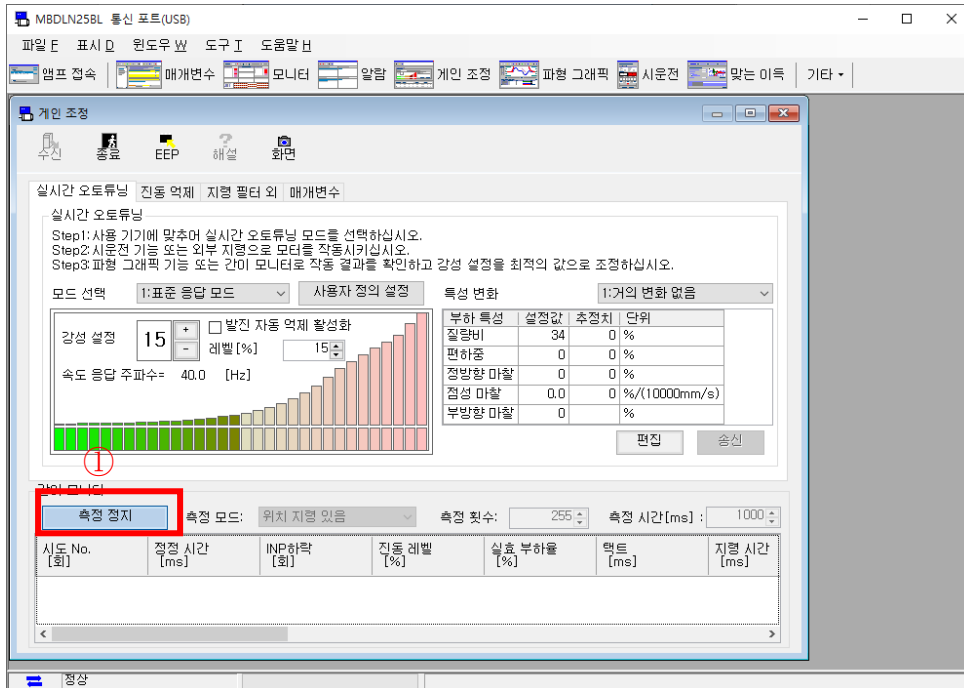 MBDLN25BL 통신 포트(USB)
파일 F 표시 D 윈도우 W 도구 T 도움말 H
앰프 접속 매개변수 모니터 알람 게인 조정 파형 그래픽 시운전 맞는 이득 기타
게인 조정
수신 종료 EEP 해설 화면
실시간 오토튜닝 진동 억제 지형 필터 외 매개변수
실시간 오토튜닝
Step1:사용 기기에 맞추어 실시간 오토튜닝 모드를 선택하십시오.
Step2:시운전 기능 또는 외부 지령으로 모터를 작동시키십시오.
Step3:파형 그래픽 기능 또는 간이 모니터로 작동 결과를 확인하고 강성 설정을 최적의 값으로 조정하십시오.
모드 선택 1:표준 응답 모드 사용자 정의 설정 특성 변화 1:거의 변화 없음
강성 설정 15 + - 발진 자동 억제 활성화
레벨[%] 15
속도 응답 주파수= 40.0 [Hz]
부하 특성 설정값 추정치 단위
질량비 34 0 %
편하중 0 0 %
정방향 마찰 0 0 %
점성 마찰 0.0 0 %/(10000mm/s)
부방향 마찰 0 %
편집 송신
①
간이 모니터
측정 정지 측정 모드: 위치 지령 있음 측정 횟수: 255 측정 시간[ms] : 1000
시도 No. [회] 정정 시간 [ms] INP하락 [회] 진동 레벨 [%] 실효 부하율 [%] 택트 [ms] 지령 시간 [ms]
정상